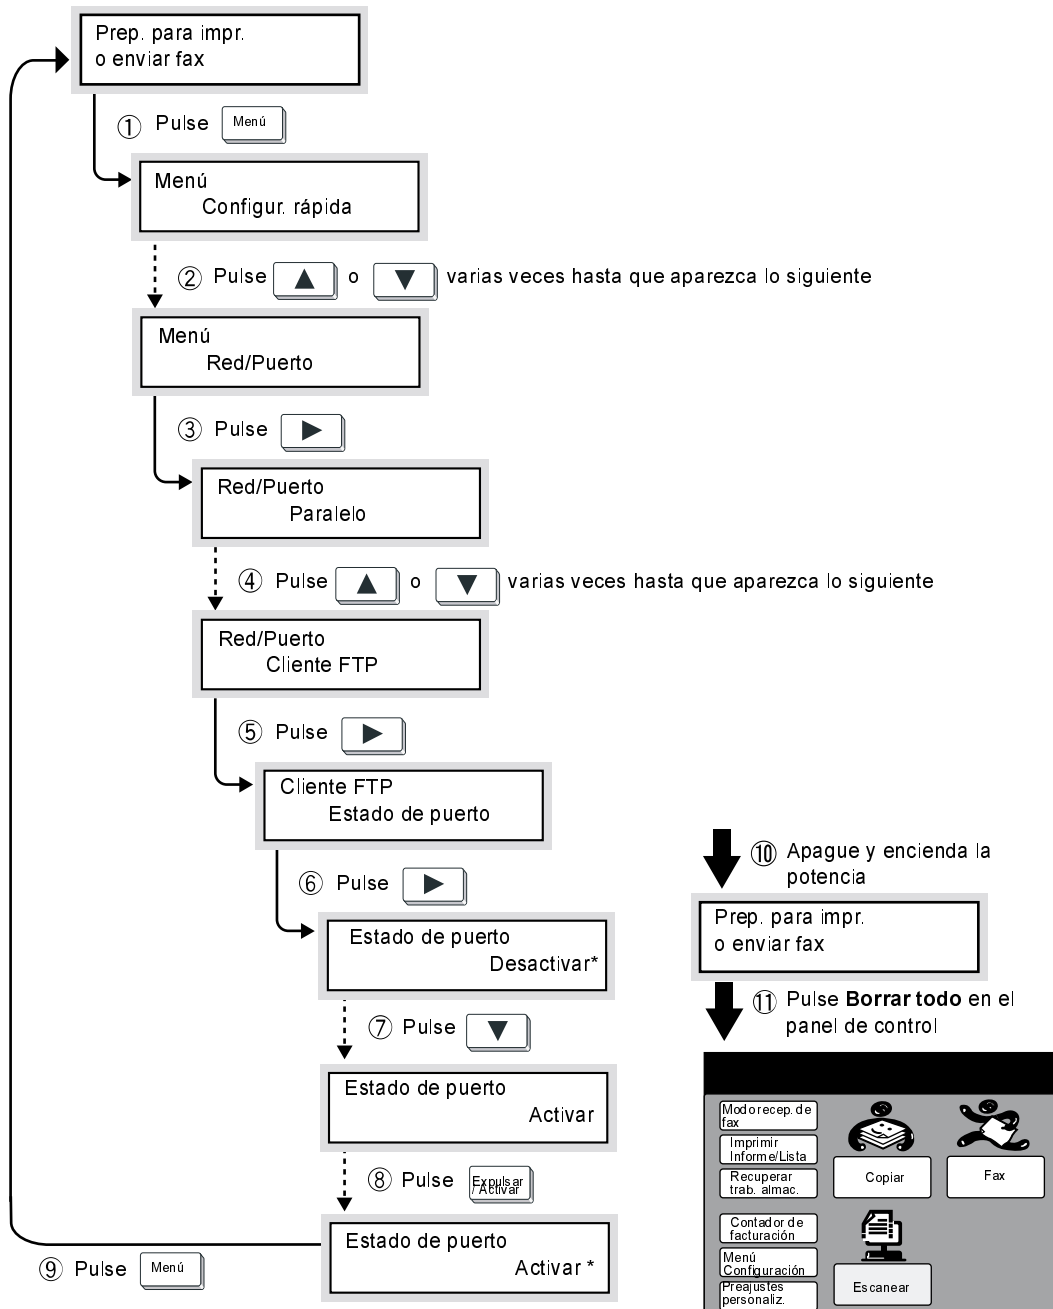 Prep. para impr.
o enviar fax
① Pulse Menú
Menú
Configur. rápida
② Pulse ▲ o ▼ varias veces hasta que aparezca lo siguiente
Menú
Red/Puerto
③ Pulse ▶
Red/Puerto
Paralelo
④ Pulse ▲ o ▼ varias veces hasta que aparezca lo siguiente
Red/Puerto
Cliente FTP
⑤ Pulse ▶
Cliente FTP
Estado de puerto
⑥ Pulse ▶
Estado de puerto
Desactivar*
⑦ Pulse ▼
Estado de puerto
Activar
⑧ Pulse Expulsar
/ Activar
Estado de puerto
Activar *
⑨ Pulse Menú
⑩ Apague y encienda la
potencia
Prep. para impr.
o enviar fax
⑪ Pulse Borrar todo en el
panel de control
Modo recep. de
fax
Imprimir
Informe/Lista
Recuperar
trab. almac.
Copiar
Fax
Contador de
facturación
Menú
Configuración
Preajustes
personaliz.
Escanear